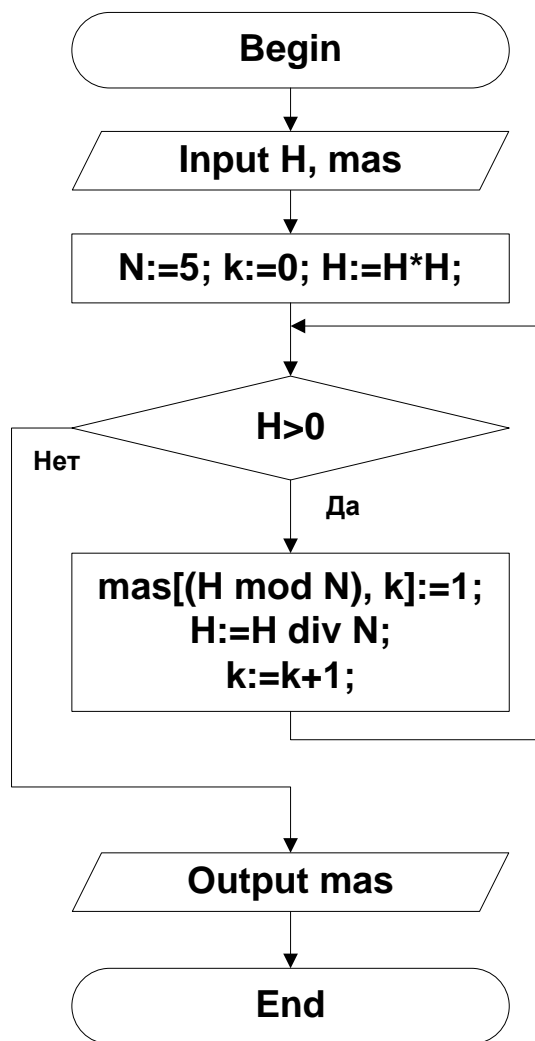 Begin
Input H, mas
N:=5; k:=0; H:=H*H;
H>0
Нет
Да
mas[(H mod N), k]:=1;
H:=H div N;
k:=k+1;
Output mas
End